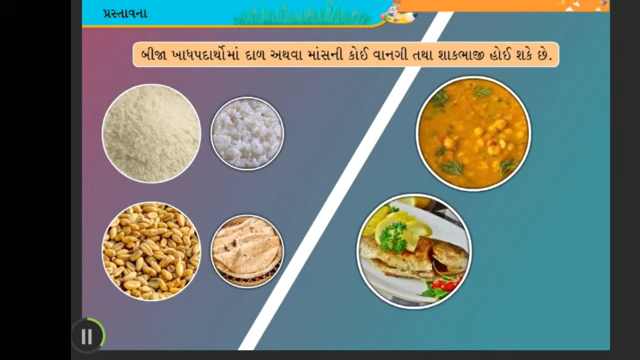 પ્રસ્તાવના
બીજા ખાદ્યપદાર્થોમાં દાળ અથવા માંસની કોઈ વાનગી તથા શાકભાજી હોઈ શકે છે.